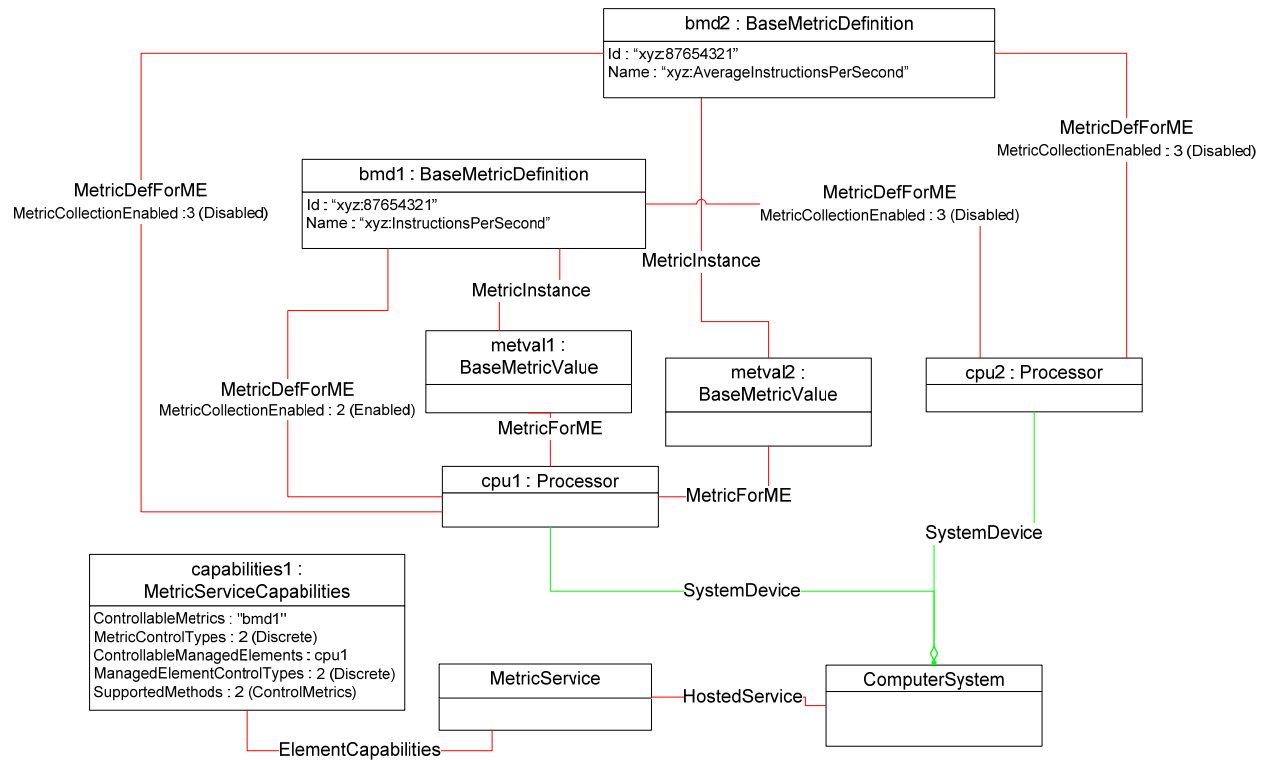 bmd2 : BaseMetricDefinition
Id : “xyz:87654321”
Name : “xyz:AverageInstructionsPerSecond”
MetricDefForME
MetricCollectionEnabled : 3 (Disabled)
bmd1 : BaseMetricDefinition
Id : “xyz:87654321”
Name : “xyz:InstructionsPerSecond”
MetricDefForME
MetricCollectionEnabled :3 (Disabled)
MetricDefForME
MetricCollectionEnabled : 3 (Disabled)
MetricInstance
MetricInstance
metval1 :
BaseMetricValue
metval2 :
BaseMetricValue
cpu2 : Processor
MetricDefForME
MetricCollectionEnabled : 2 (Enabled)
MetricForME
cpu1 : Processor
MetricForME
SystemDevice
SystemDevice
capabilities1 :
MetricServiceCapabilities
ControllableMetrics : "bmd1"
MetricControlTypes : 2 (Discrete)
ControllableManagedElements : cpu1
ManagedElementControlTypes : 2 (Discrete)
SupportedMethods : 2 (ControlMetrics)
MetricService
HostedService
ComputerSystem
ElementCapabilities